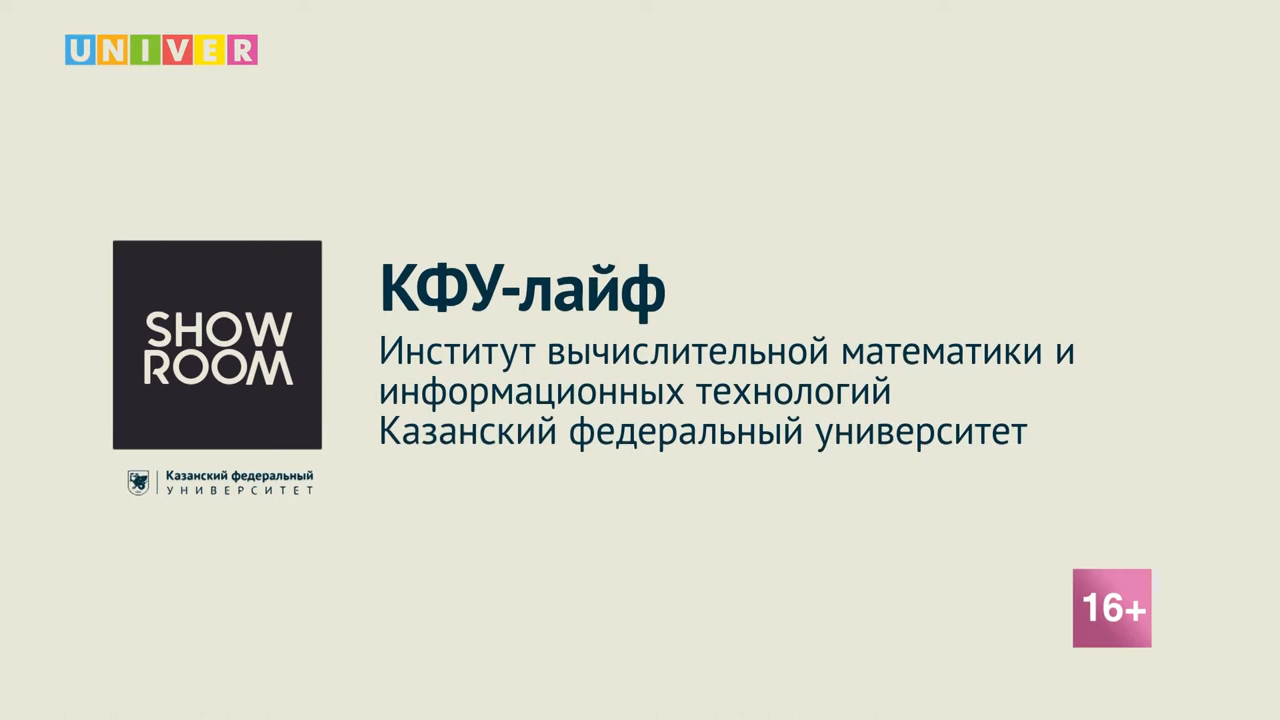 UNIVER
SHOW
ROOM
Казанский федеральный
УНИВЕРСИТЕТ
КФУ-лайф
Институт вычислительной математики и
информационных технологий
Казанский федеральный университет
16+